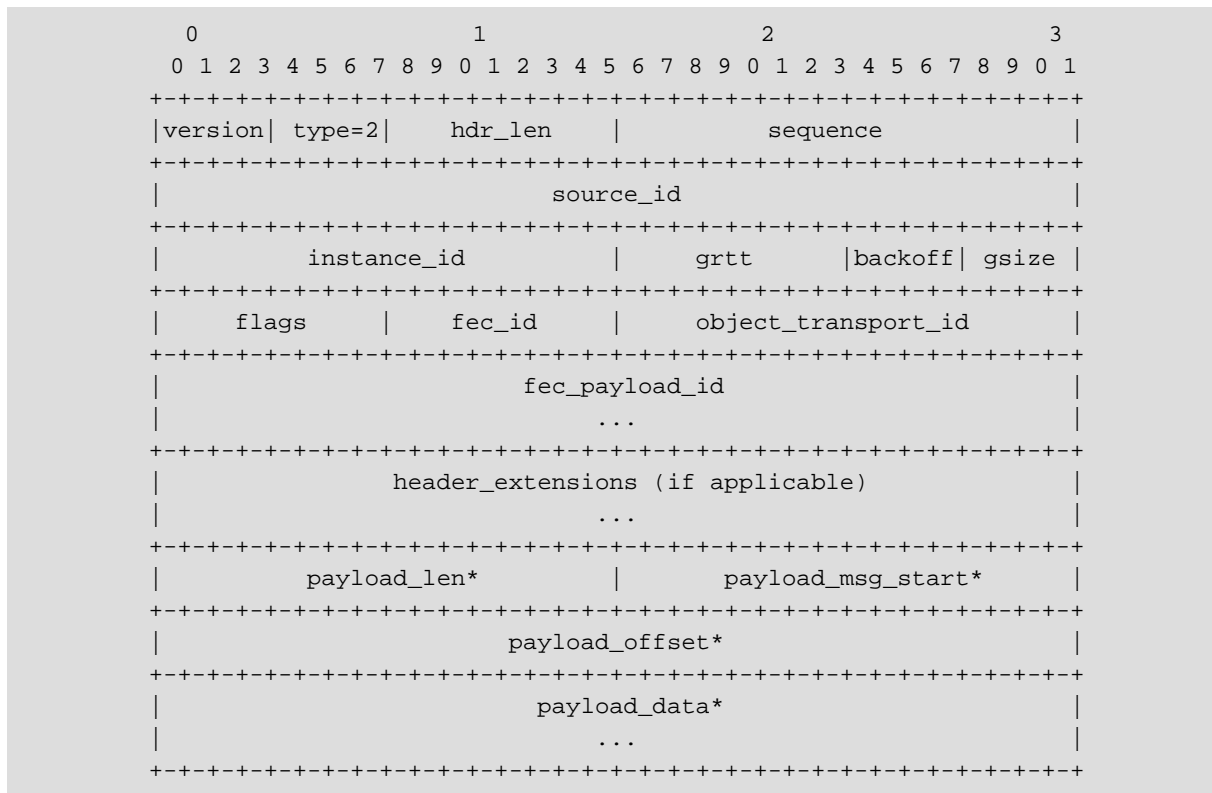 0                   1                   2                   3
0 1 2 3 4 5 6 7 8 9 0 1 2 3 4 5 6 7 8 9 0 1 2 3 4 5 6 7 8 9 0 1
+-+-+-+-+-+-+-+-+-+-+-+-+-+-+-+-+-+-+-+-+-+-+-+-+-+-+-+-+-+-+-+-+
|version| type=2|    hdr_len    |          sequence             |
+-+-+-+-+-+-+-+-+-+-+-+-+-+-+-+-+-+-+-+-+-+-+-+-+-+-+-+-+-+-+-+-+
|                           source_id                           |
+-+-+-+-+-+-+-+-+-+-+-+-+-+-+-+-+-+-+-+-+-+-+-+-+-+-+-+-+-+-+-+-+
|          instance_id          |     grtt      |backoff| gsize |
+-+-+-+-+-+-+-+-+-+-+-+-+-+-+-+-+-+-+-+-+-+-+-+-+-+-+-+-+-+-+-+-+
|     flags     |    fec_id     |     object_transport_id       |
+-+-+-+-+-+-+-+-+-+-+-+-+-+-+-+-+-+-+-+-+-+-+-+-+-+-+-+-+-+-+-+-+
|                         fec_payload_id                        |
|                              ...                              |
+-+-+-+-+-+-+-+-+-+-+-+-+-+-+-+-+-+-+-+-+-+-+-+-+-+-+-+-+-+-+-+-+
|                header_extensions (if applicable)              |
|                              ...                              |
+-+-+-+-+-+-+-+-+-+-+-+-+-+-+-+-+-+-+-+-+-+-+-+-+-+-+-+-+-+-+-+-+
|          payload_len*         |       payload_msg_start*      |
+-+-+-+-+-+-+-+-+-+-+-+-+-+-+-+-+-+-+-+-+-+-+-+-+-+-+-+-+-+-+-+-+
|                        payload_offset*                        |
+-+-+-+-+-+-+-+-+-+-+-+-+-+-+-+-+-+-+-+-+-+-+-+-+-+-+-+-+-+-+-+-+
|                          payload_data*                        |
|                              ...                              |
+-+-+-+-+-+-+-+-+-+-+-+-+-+-+-+-+-+-+-+-+-+-+-+-+-+-+-+-+-+-+-+-+